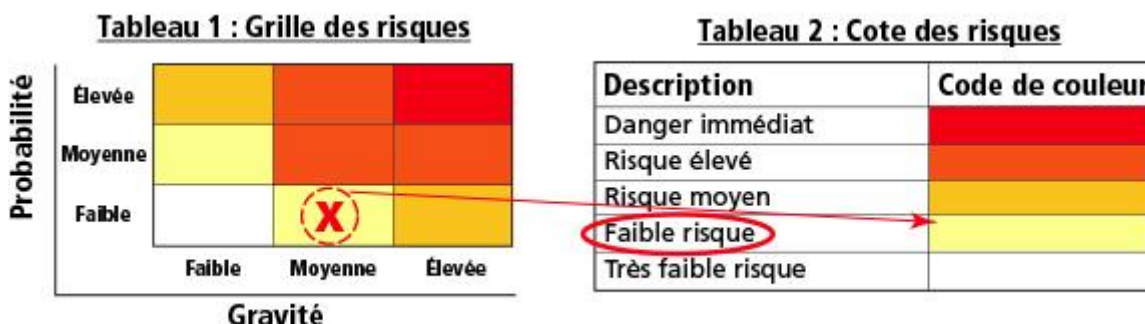 Tableau 1 : Grille des risques
Probabilité
Élevée
Moyenne
Faible
X
Faible Moyenne Élevée
Gravité
Tableau 2 : Cote des risques
Description Code de couleur
Danger immédiat
Risque élevé
Risque moyen
Faible risque
Très faible risque